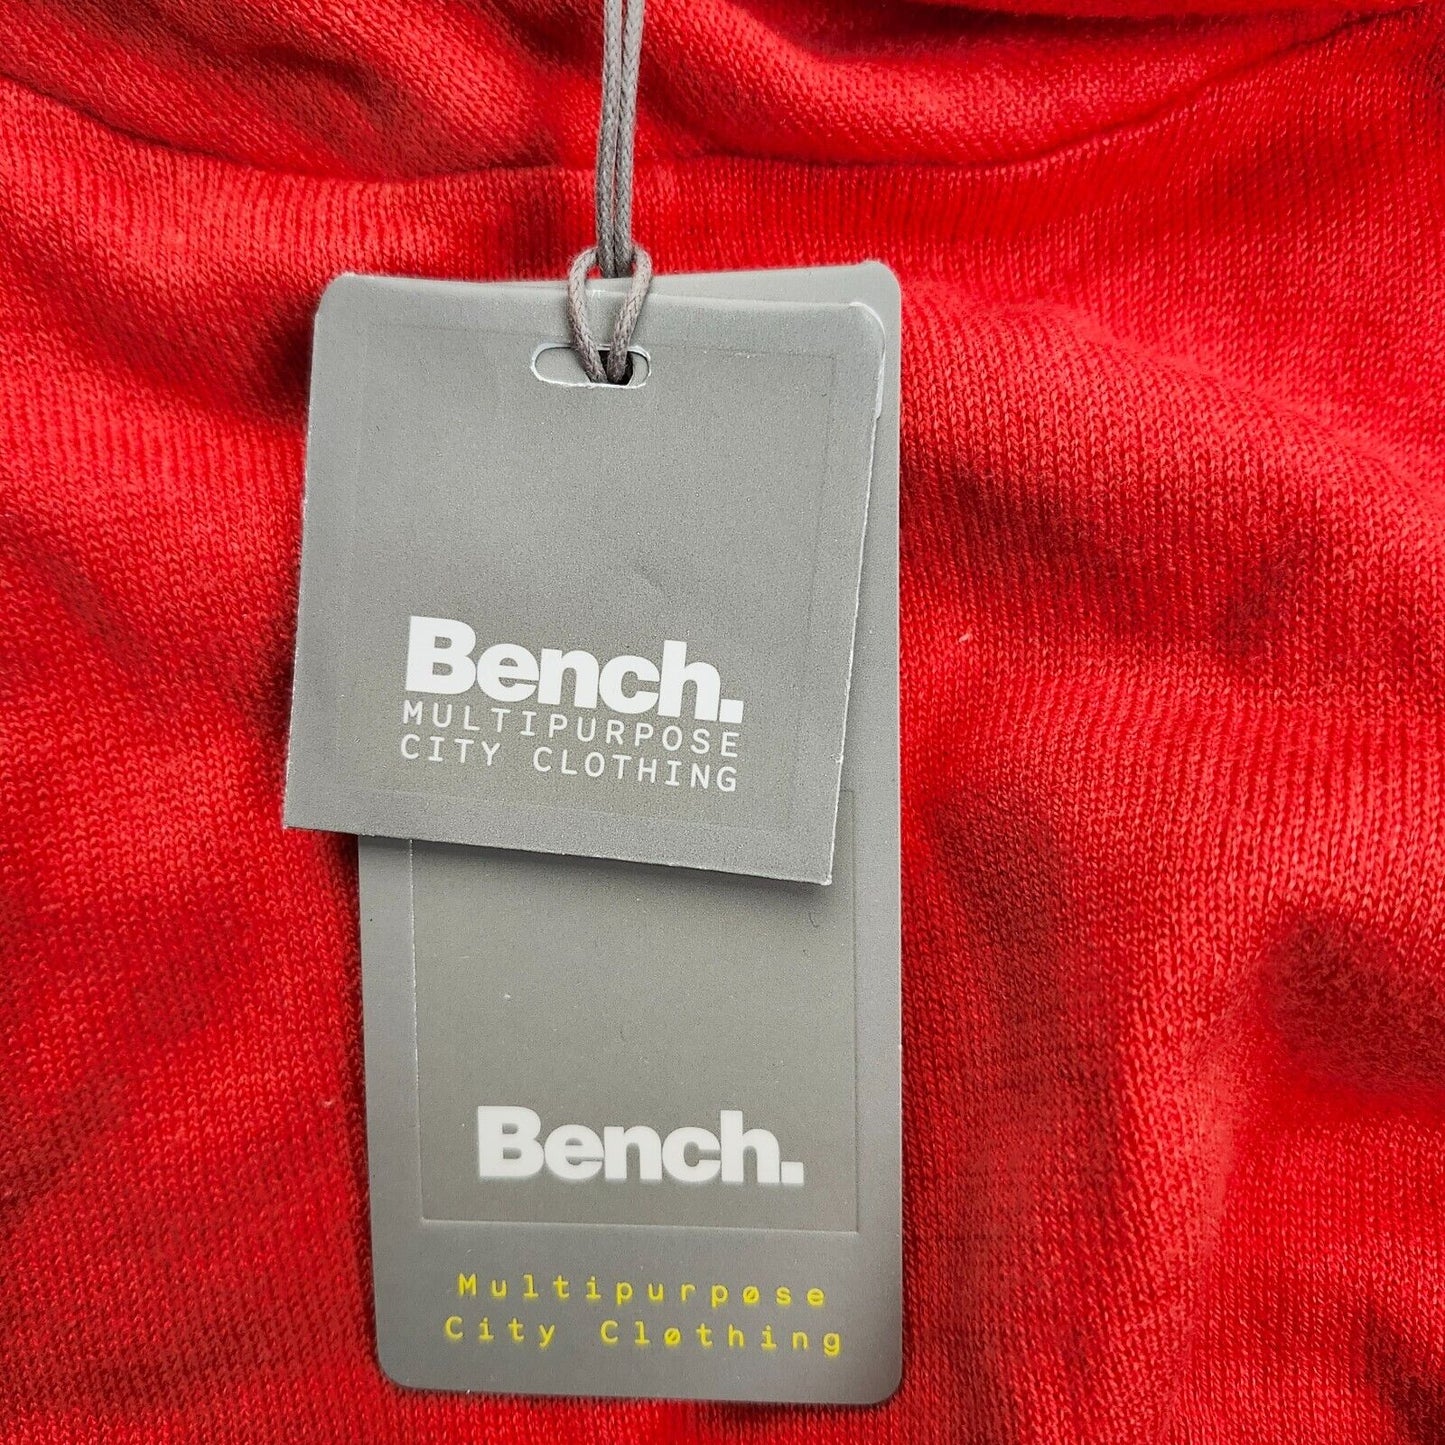 Bench.
MULTIPURPOSE
CITY CLOTHING
Bench.
Multipurpøse
City Cløthing